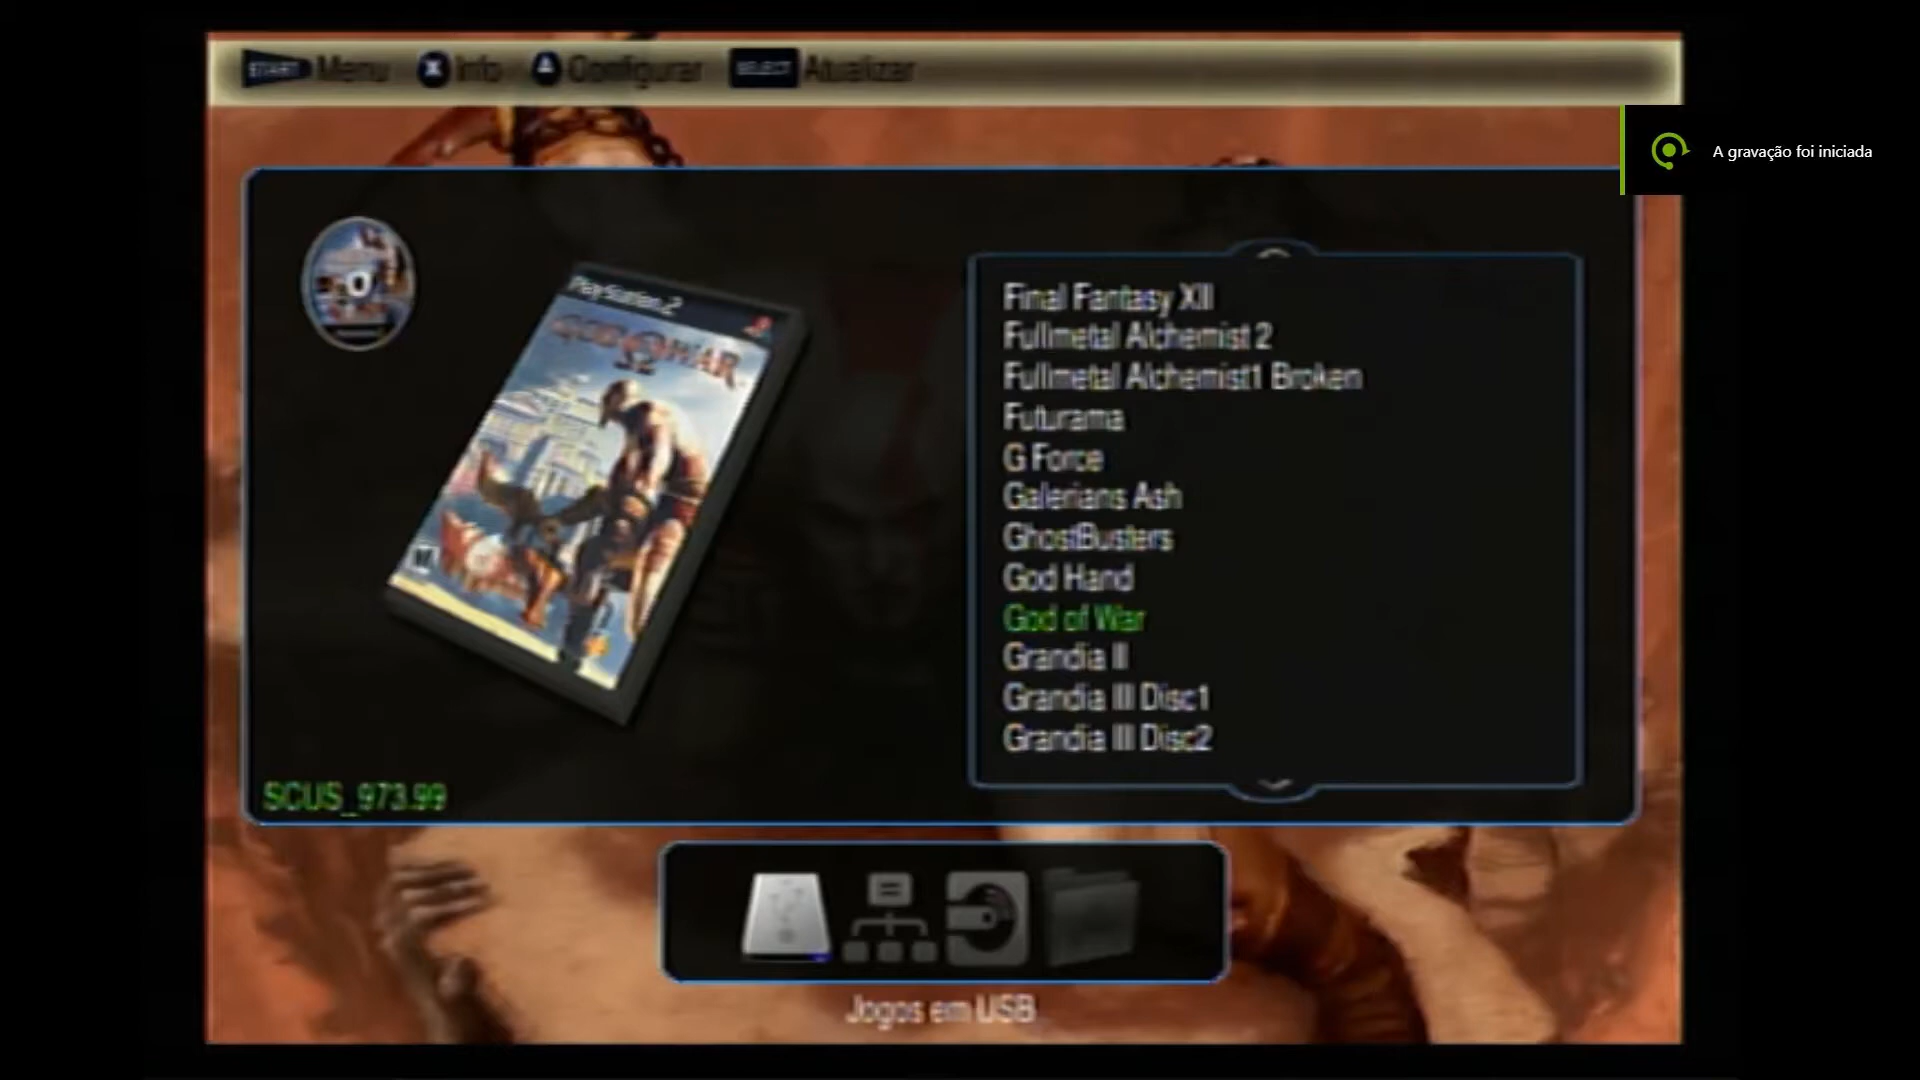 START Menu X Info Configurar SELECT Atualizar
A gravação foi iniciada
PlayStation 2
GOD OF WAR
Final Fantasy XII
Fullmetal Alchemist 2
Fullmetal Alchemist1 Broken
Futurama
G Force
Galerians Ash
GhostBusters
God Hand
God of War
Grandia II
Grandia III Disc1
Grandia III Disc2
SCUS_973.99
Jogos em USB